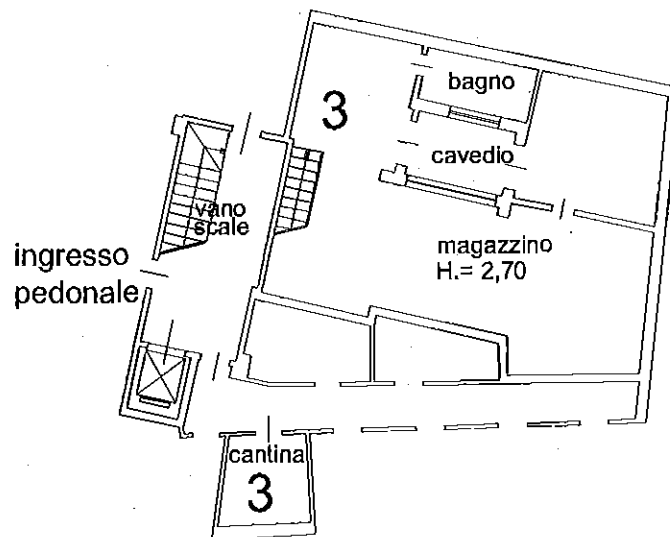 bagno
3
cavedio
vano
scale
magazzino
H.= 2,70
ingresso
pedonale
cantina
3